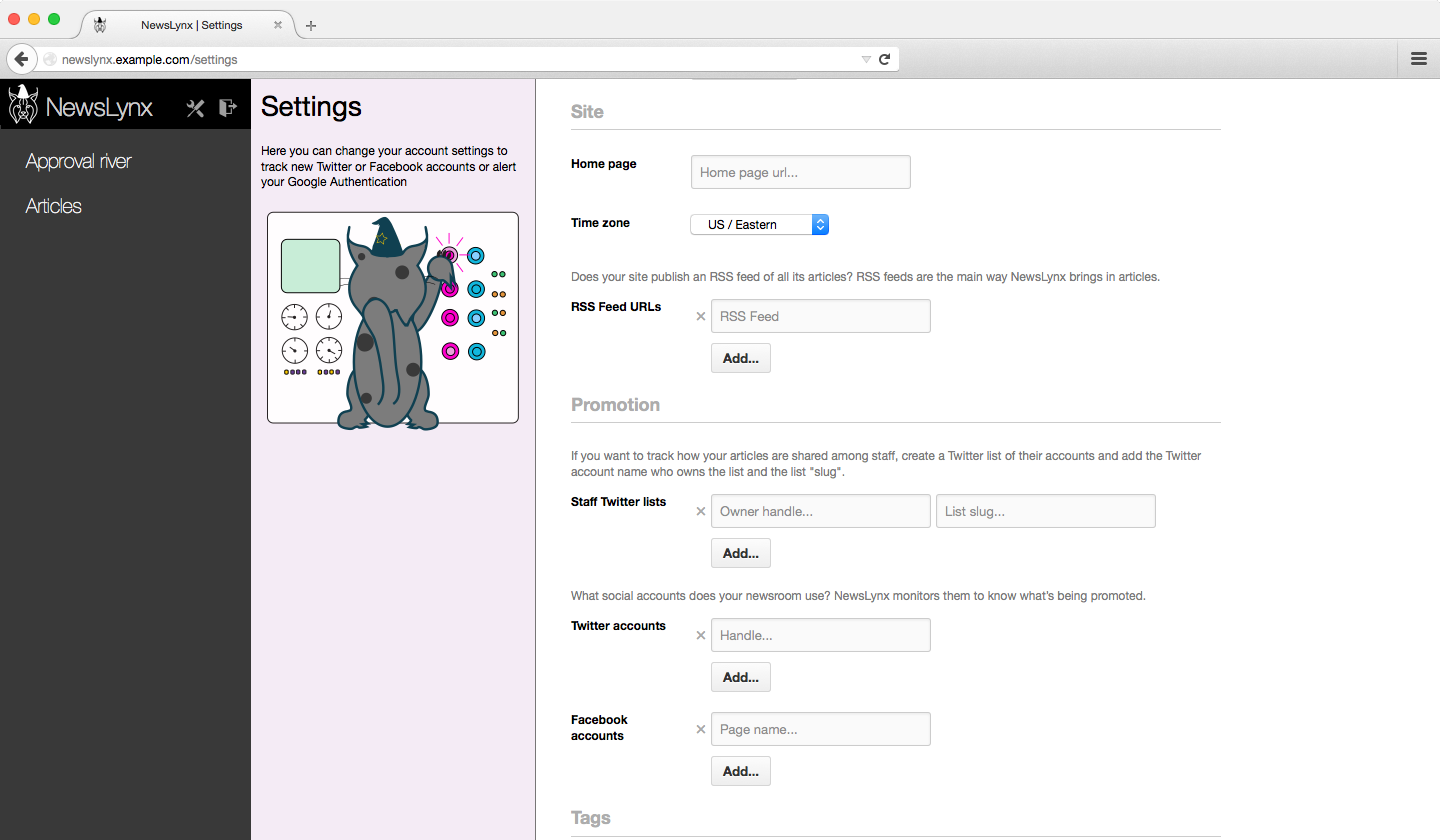 NewsLynx | Settings
newslynx.example.com/settings
NewsLynx
Approval river
Articles
Settings
Here you can change your account settings to
track new Twitter or Facebook accounts or alert
your Google Authentication
Site
Home page
Home page url...
Time zone
US / Eastern
Does your site publish an RSS feed of all its articles? RSS feeds are the main way NewsLynx brings in articles.
RSS Feed URLs
RSS Feed
Add...
Promotion
If you want to track how your articles are shared among staff, create a Twitter list of their accounts and add the Twitter
account name who owns the list and the list "slug".
Staff Twitter lists
Owner handle...
List slug...
Add...
What social accounts does your newsroom use? NewsLynx monitors them to know what's being promoted.
Twitter accounts
Handle...
Add...
Facebook
accounts
Page name...
Add...
Tags